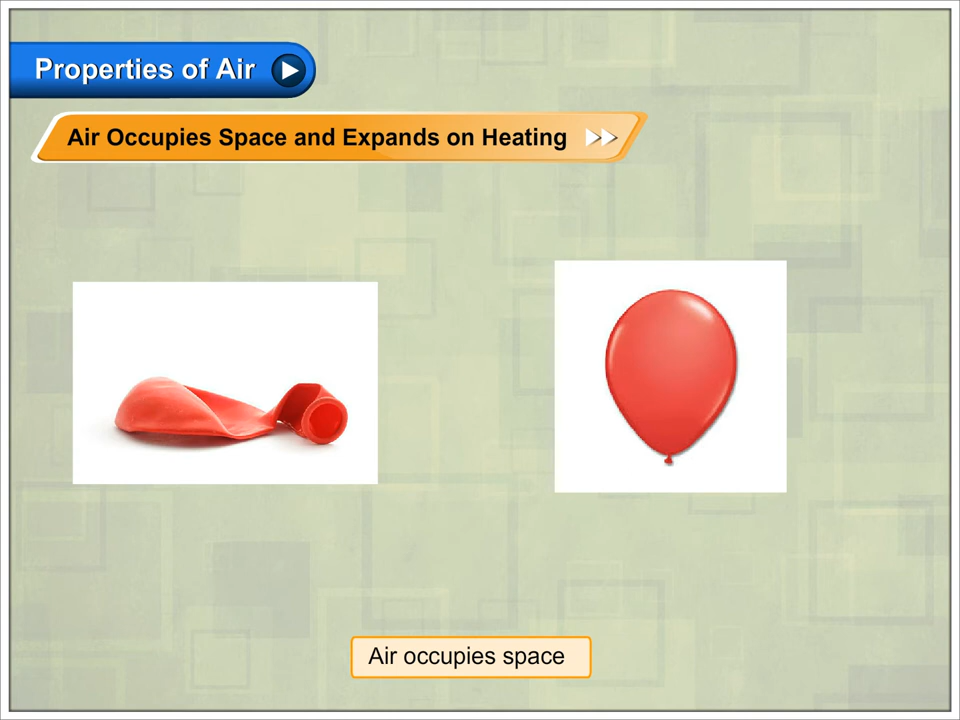 Properties of Air
Air Occupies Space and Expands on Heating
Air occupies space